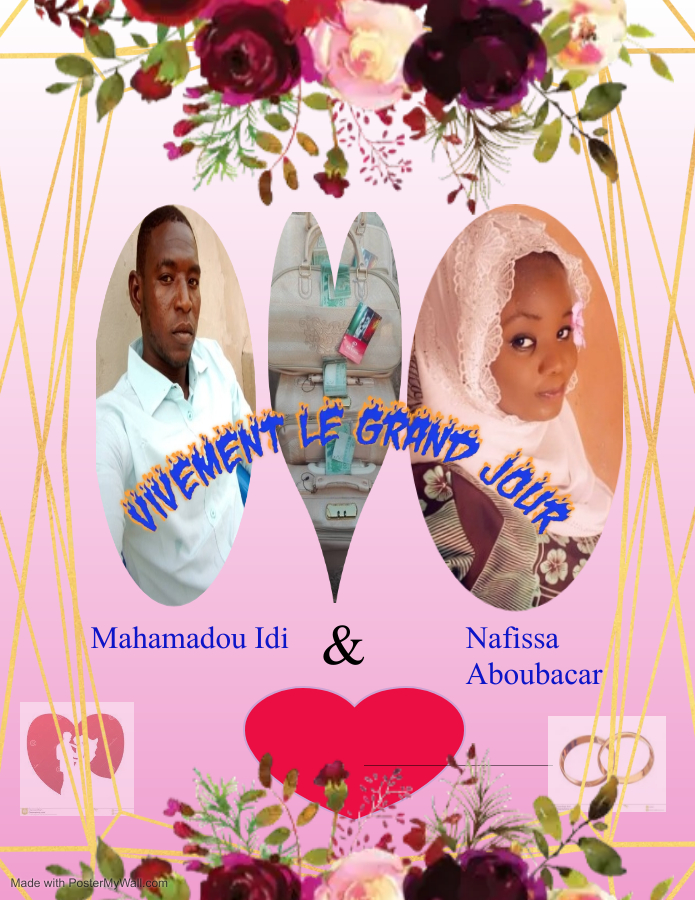 VIVEMENT LE GRAND JOUR
Mahamadou Idi
&
Nafissa
Aboubacar
Made with PosterMyWall.com